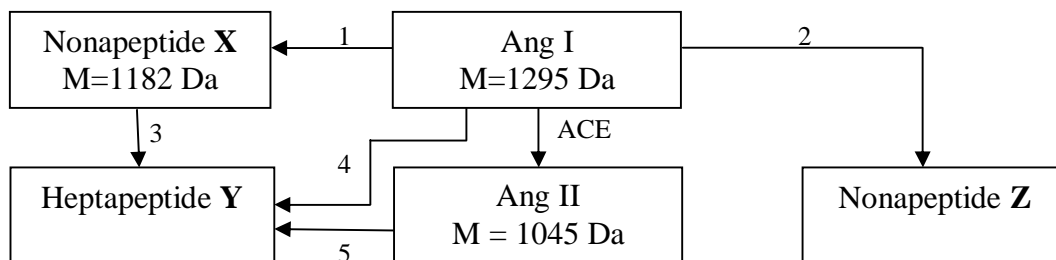 Nonapeptide X
M=1182 Da
1
Ang I
M=1295 Da
2
3
4
ACE
Heptapeptide Y
5
Ang II
M = 1045 Da
Nonapeptide Z